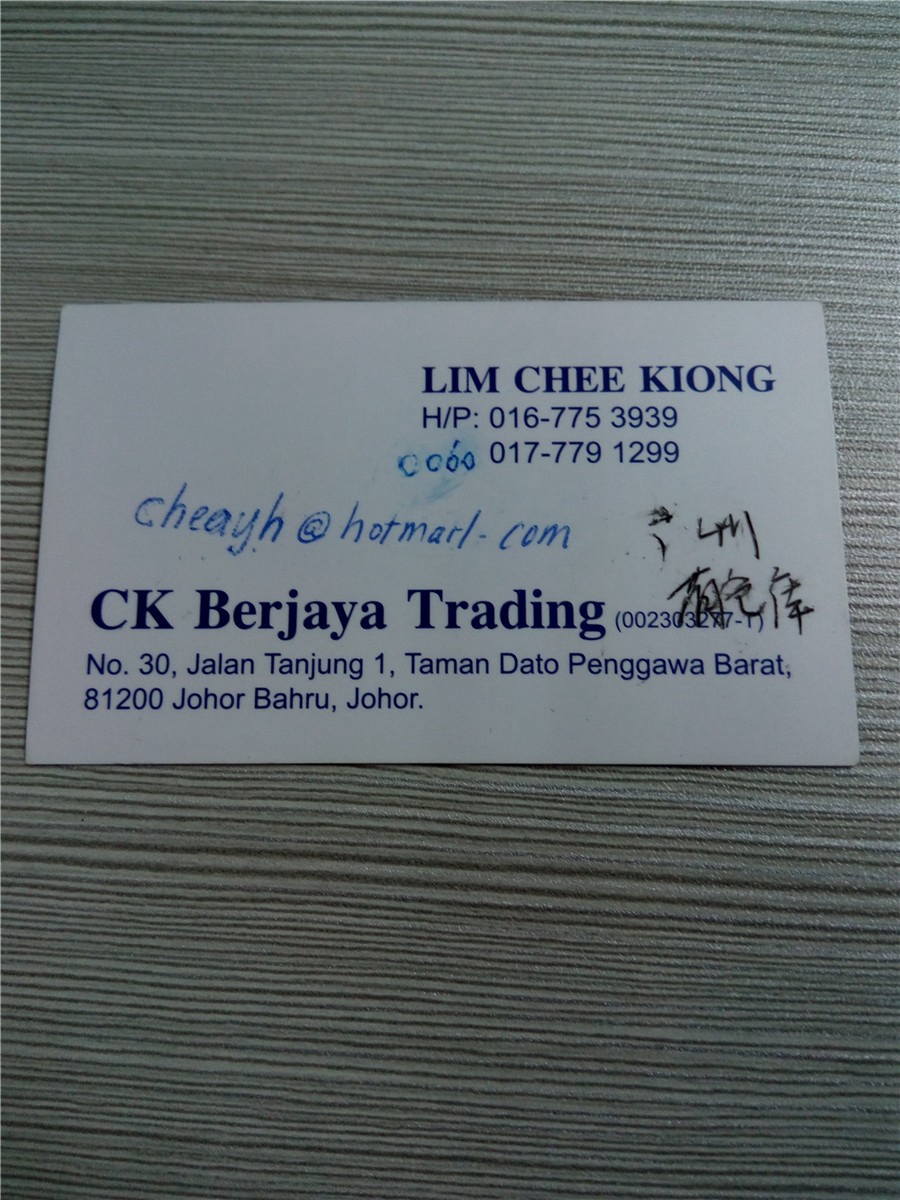 LIM CHEE KIONG
H/P: 016-775 3939
0060 017-779 1299
cheayh@hotmail.com
CK Berjaya Trading
No. 30, Jalan Tanjung 1, Taman Dato Penggawa Barat,
81200 Johor Bahru, Johor.